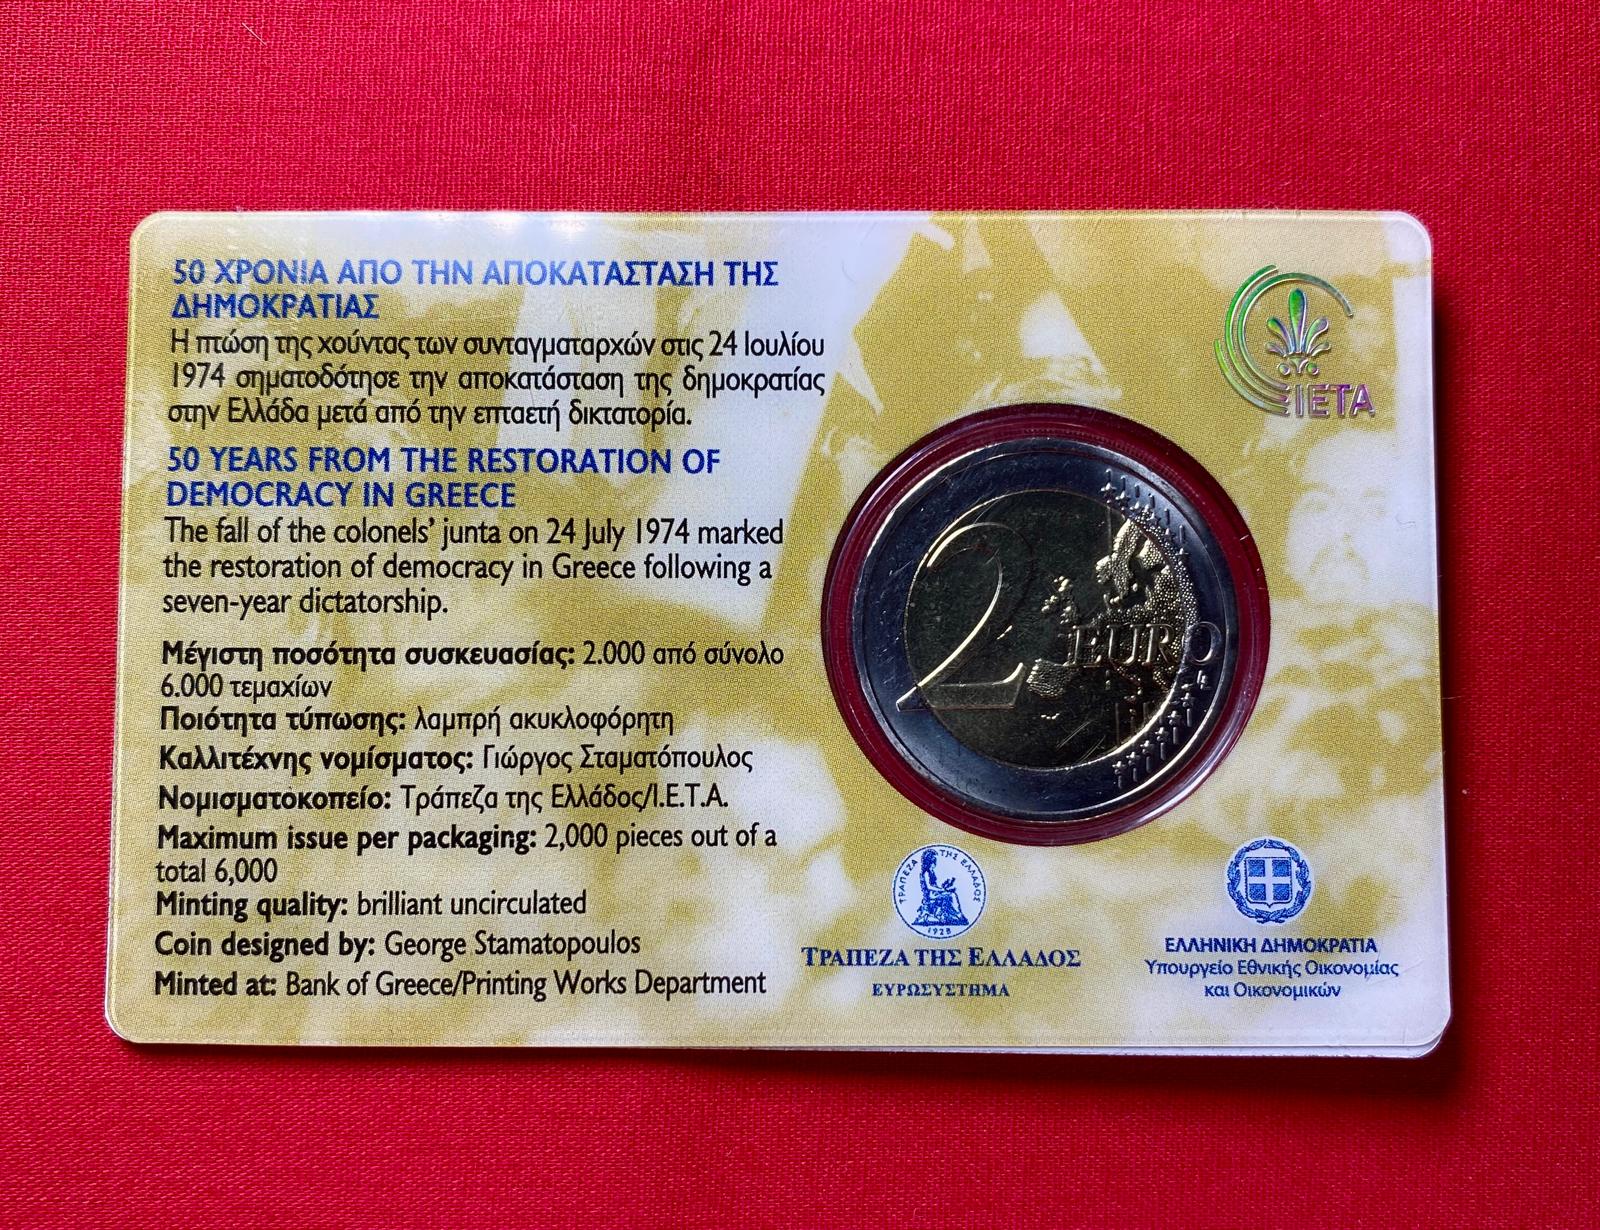 50 ΧΡΟΝΙΑ ΑΠΟ ΤΗΝ ΑΠΟΚΑΤΑΣΤΑΣΗ ΤΗΣ
ΔΗΜΟΚΡΑΤΙΑΣ
Η πτώση της χούντας των συνταγματαρχών στις 24 Ιουλίου
1974 σηματοδότησε την αποκατάσταση της δημοκρατίας
στην Ελλάδα μετά από την επταετή δικτατορία.
50 YEARS FROM THE RESTORATION OF
DEMOCRACY IN GREECE
The fall of the colonels' junta on 24 July 1974 marked
the restoration of democracy in Greece following a
seven-year dictatorship.
Μέγιστη ποσότητα συσκευασίας: 2.000 από σύνολο
6.000 τεμαχίων
Ποιότητα τύπωσης: λαμπρή ακυκλοφόρητη
Καλλιτέχνης νομίσματος: Γιώργος Σταματόπουλος
Νομισματοκοπείο: Τράπεζα της Ελλάδος/Ι.Ε.Τ.Α.
Maximum issue per packaging: 2,000 pieces out of a
total 6,000
Minting quality: brilliant uncirculated
Coin designed by: George Stamatopoulos
Minted at: Bank of Greece/Printing Works Department
ΙΕΤΑ
2 EURO
ΤΡΑΠΕΖΑ ΤΗΣ ΕΛΛΑΔΟΣ
1928
ΤΡΑΠΕΖΑ ΤΗΣ ΕΛΛΑΔΟΣ
ΕΥΡΩΣΥΣΤΗΜΑ
ΕΛΛΗΝΙΚΗ ΔΗΜΟΚΡΑΤΙΑ
Υπουργείο Εθνικής Οικονομίας
και Οικονομικών